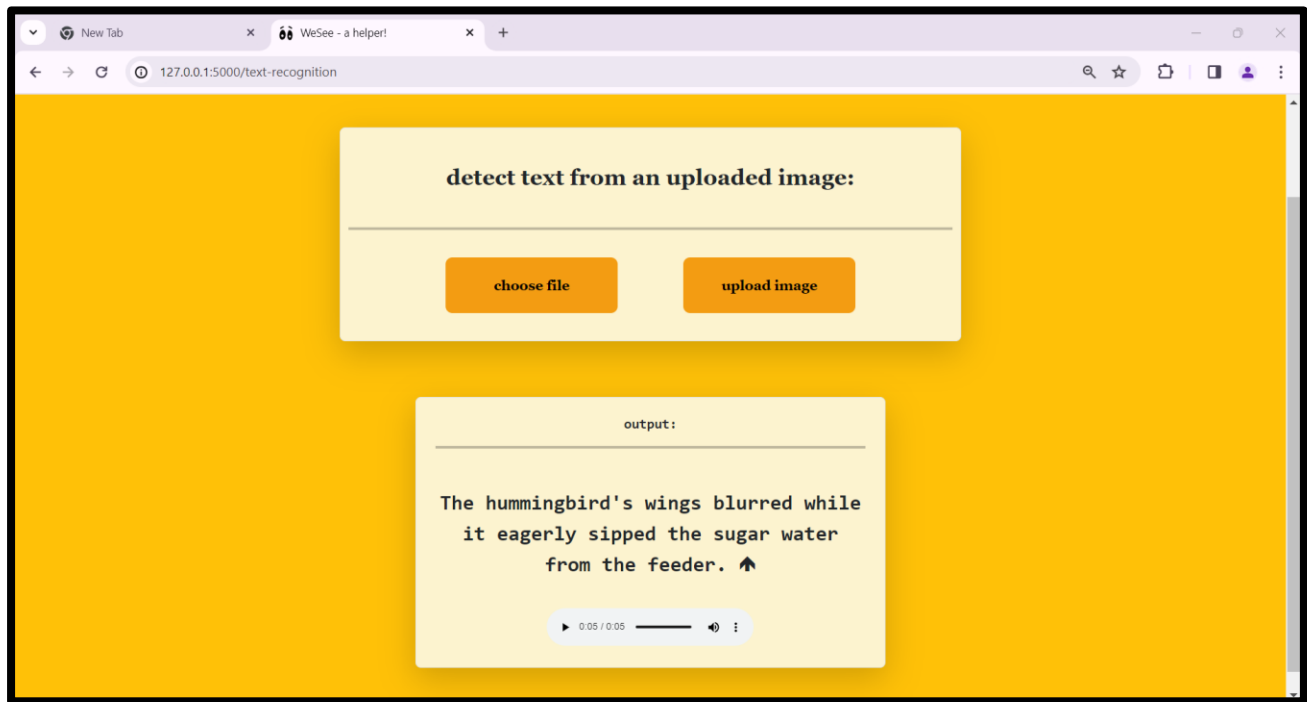 New Tab
WeSee - a helper!
127.0.0.1:5000/text-recognition
detect text from an uploaded image:
choose file
upload image
output:
The hummingbird's wings blurred while
it eagerly sipped the sugar water
from the feeder. 🡹
0:05 / 0:05